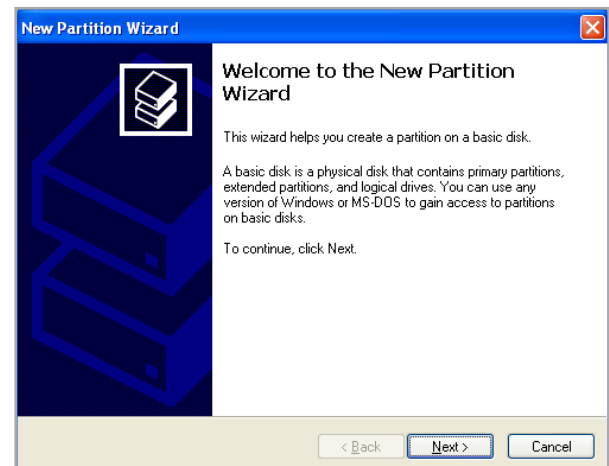 New Partition Wizard
Welcome to the New Partition
Wizard
This wizard helps you create a partition on a basic disk.
A basic disk is a physical disk that contains primary partitions,
extended partitions, and logical drives. You can use any
version of Windows or MS-DOS to gain access to partitions
on basic disks.
To continue, click Next.
< Back
Next >
Cancel